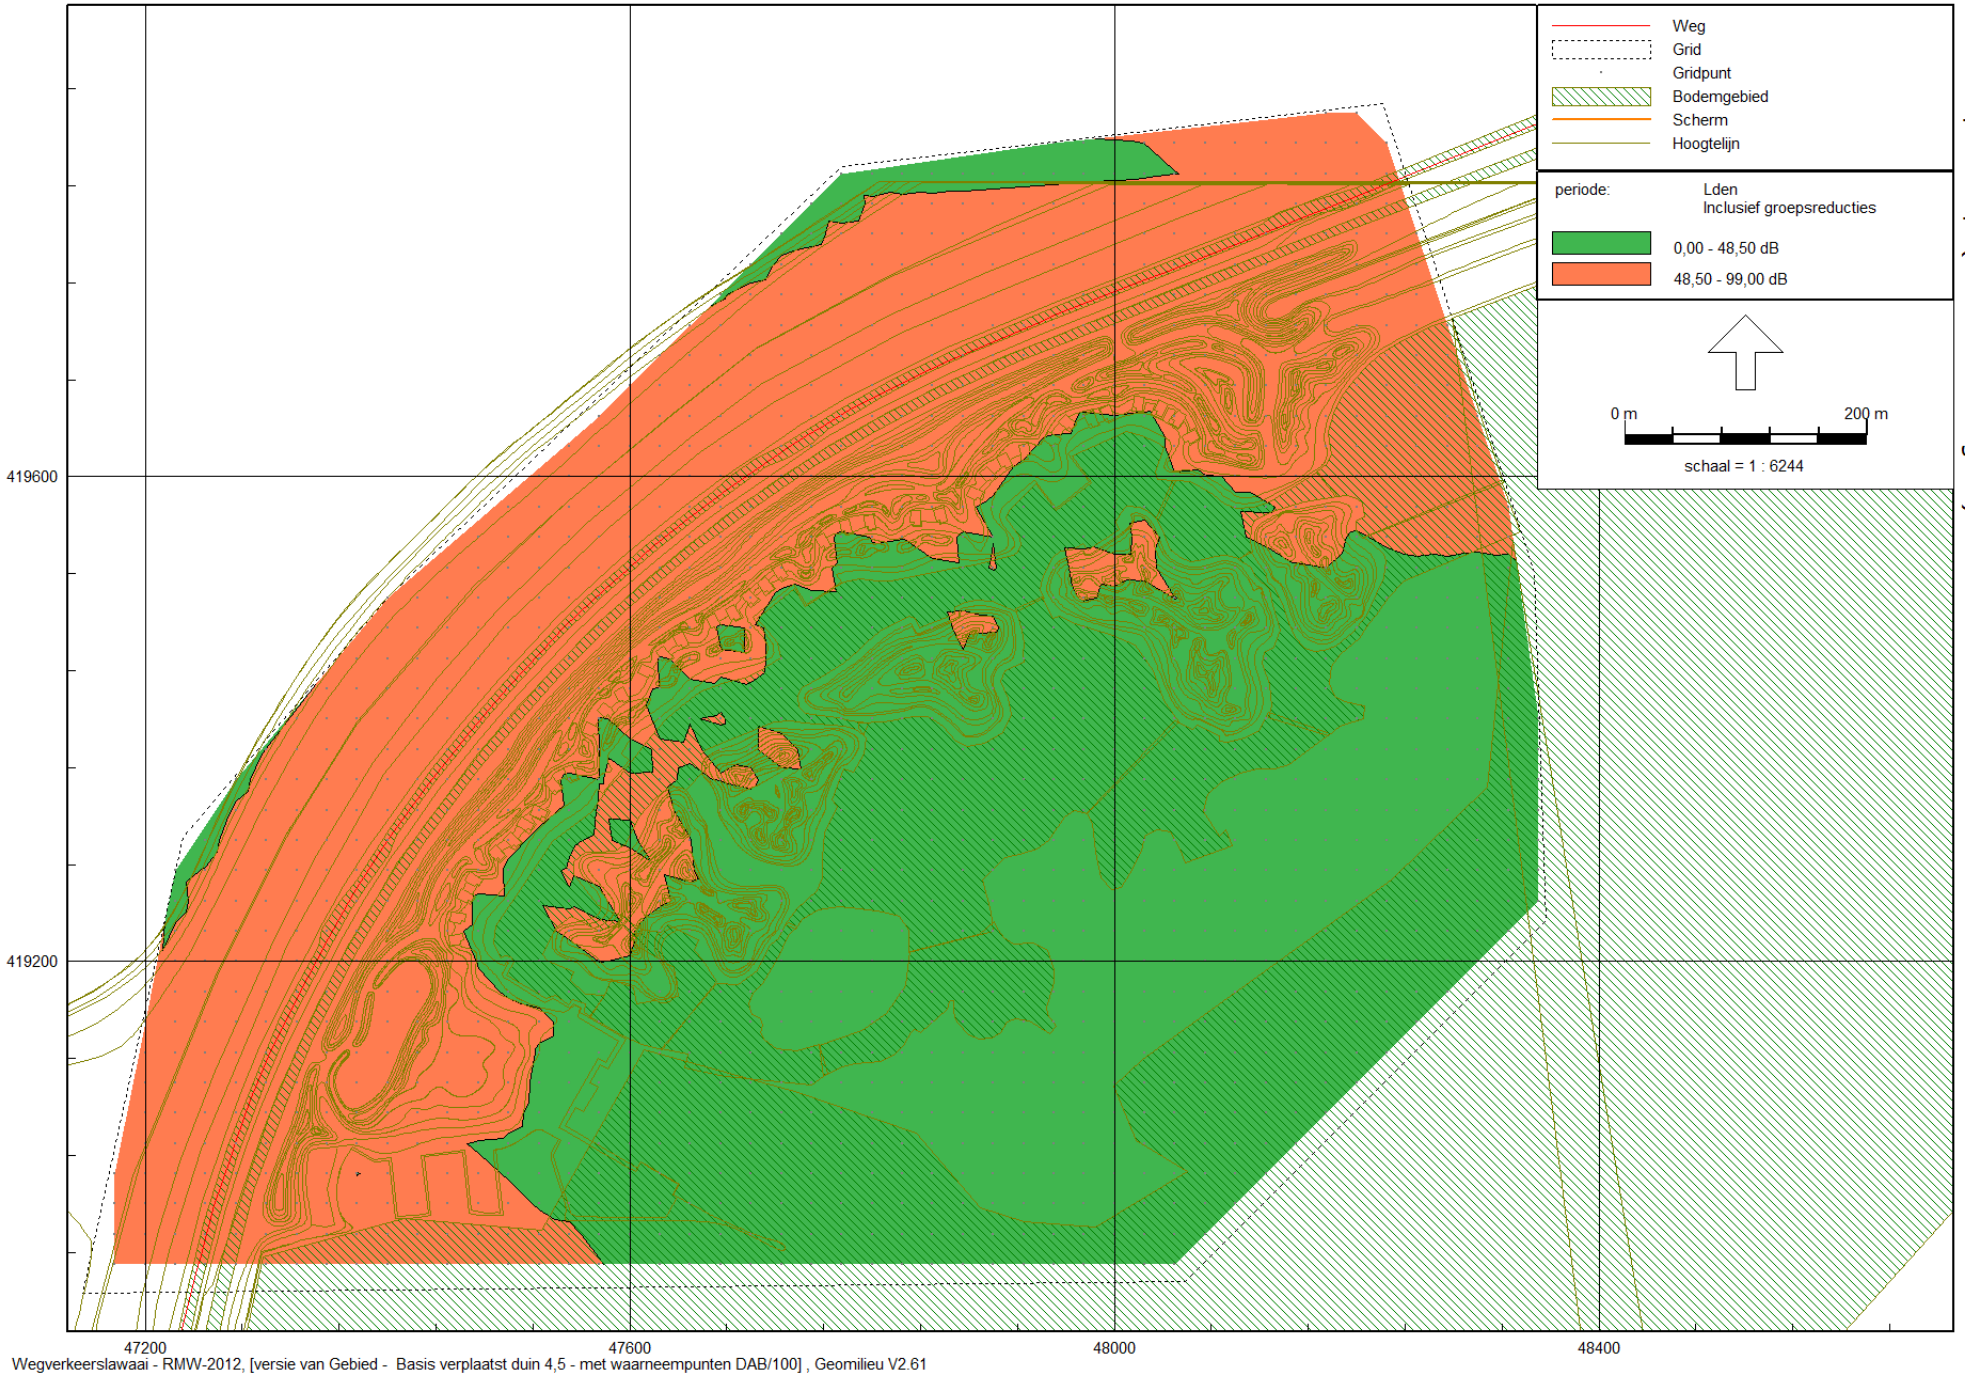 Weg
Grid
Gridpunt
Bodemgebied
Scherm
Hoogtelijn
periode: Lden
Inclusief groepsreducties
0,00 - 48,50 dB
48,50 - 99,00 dB
0 m 200 m
schaal = 1 : 6244
419600
419200
47200 47600 48000 48400
Wegverkeerslawaai - RMW-2012, [versie van Gebied - Basis verplaatst duin 4,5 - met waarneempunten DAB/100] , Geomilieu V2.61